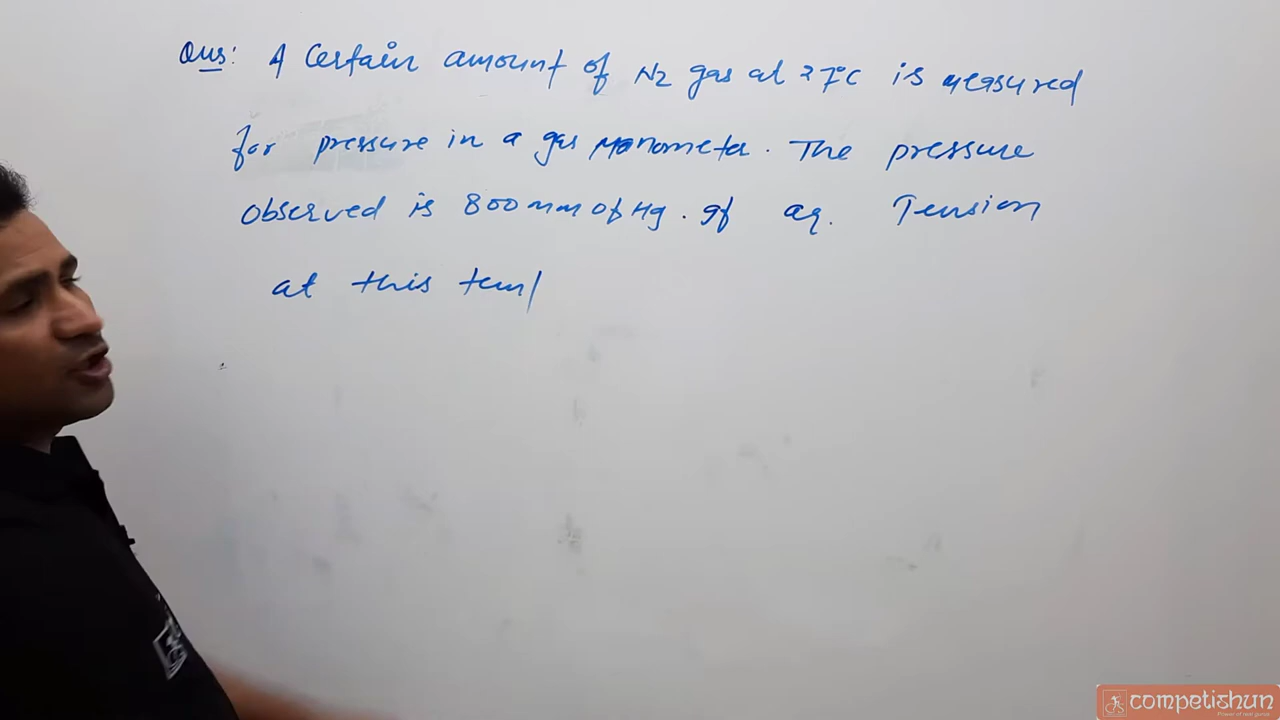 Ques: A Certain amount of N2 gas at 27°C is measured
for pressure in a gas Manometer. The pressure
observed is 800 mm of Hg. If aq. Tension
at this temp
competishun